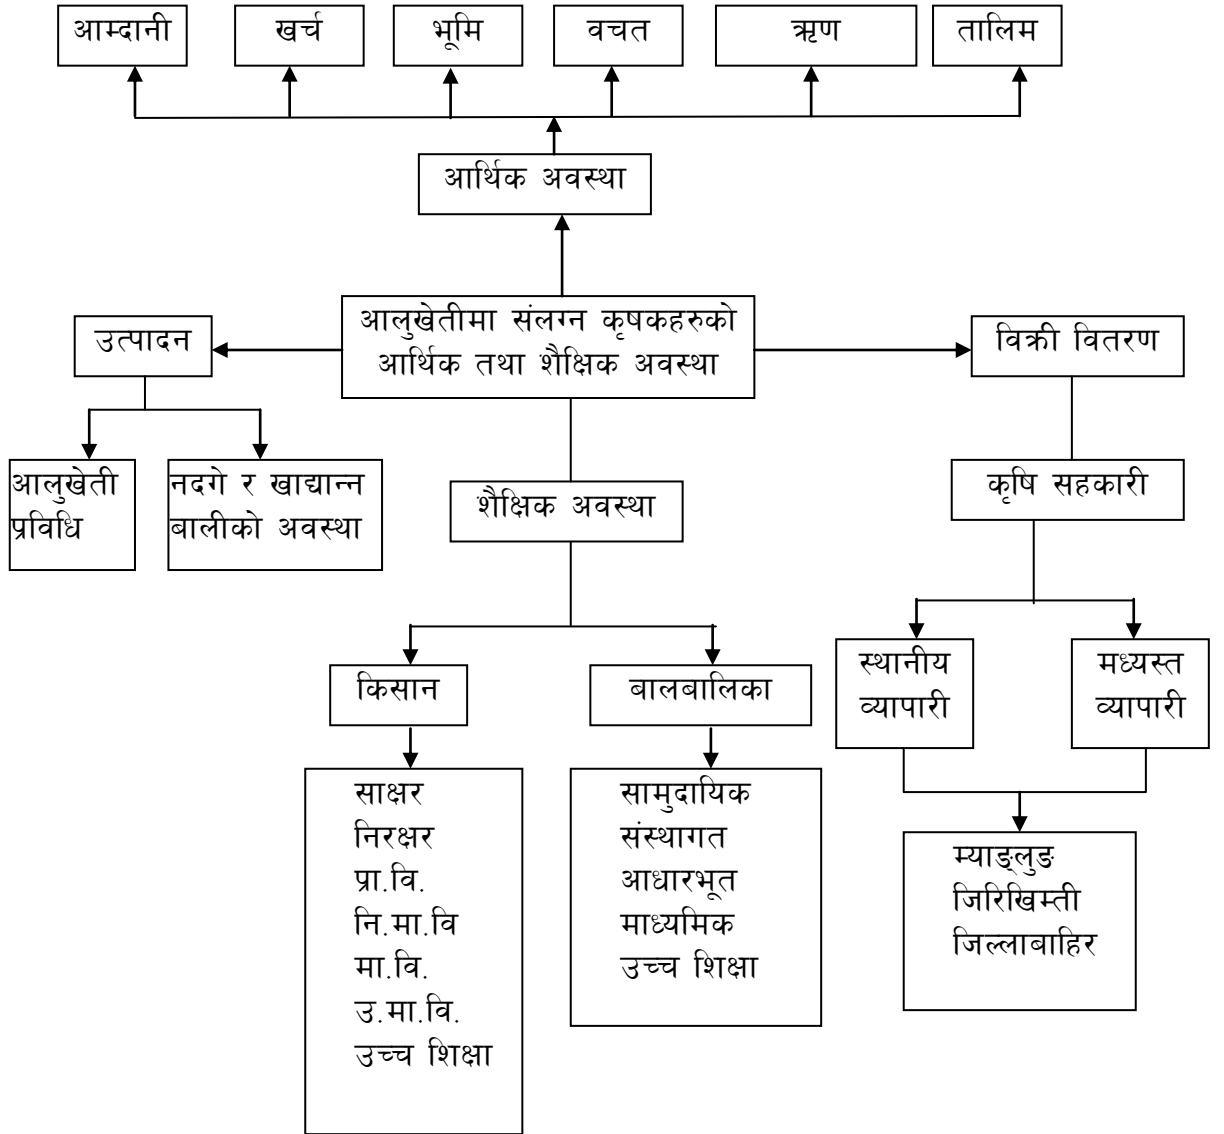 आम्दानी
खर्च
भूमि
वचत
ऋण
तालिम
आर्थिक अवस्था
उत्पादन
आलुखेतीमा संलग्न कृषकहरुको
आर्थिक तथा शैक्षिक अवस्था
विक्री वितरण
आलुखेती
प्रविधि
नदगे र खाद्यान्न
बालीको अवस्था
शैक्षिक अवस्था
कृषि सहकारी
किसान
बालबालिका
स्थानीय
व्यापारी
मध्यस्त
व्यापारी
साक्षर
निरक्षर
प्रा.वि.
नि.मा.वि
मा.वि.
उ.मा.वि.
उच्च शिक्षा
सामुदायिक
संस्थागत
आधारभूत
माध्यमिक
उच्च शिक्षा
म्याङ्लुङ
जिरिखिम्ती
जिल्लाबाहिर